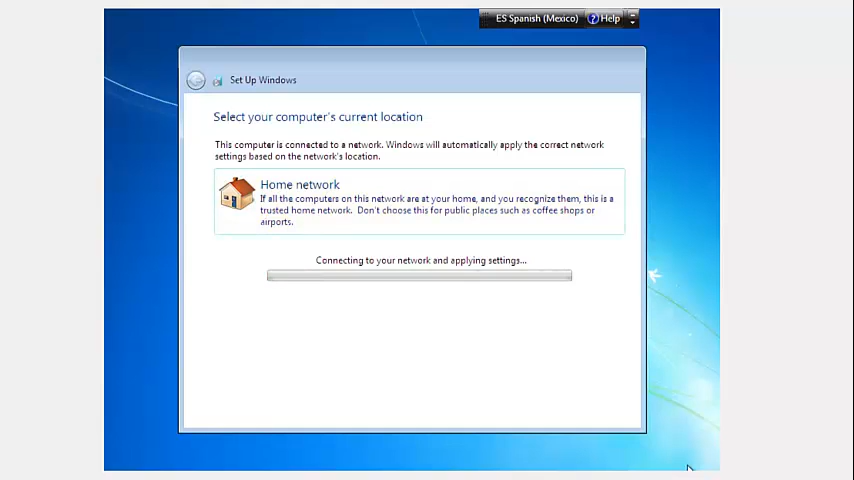 ES Spanish (Mexico) Help
Set Up Windows
Select your computer's current location
This computer is connected to a network. Windows will automatically apply the correct network
settings based on the network's location.
Home network
If all the computers on this network are at your home, and you recognize them, this is a
trusted home network. Don't choose this for public places such as coffee shops or
airports.
Connecting to your network and applying settings...